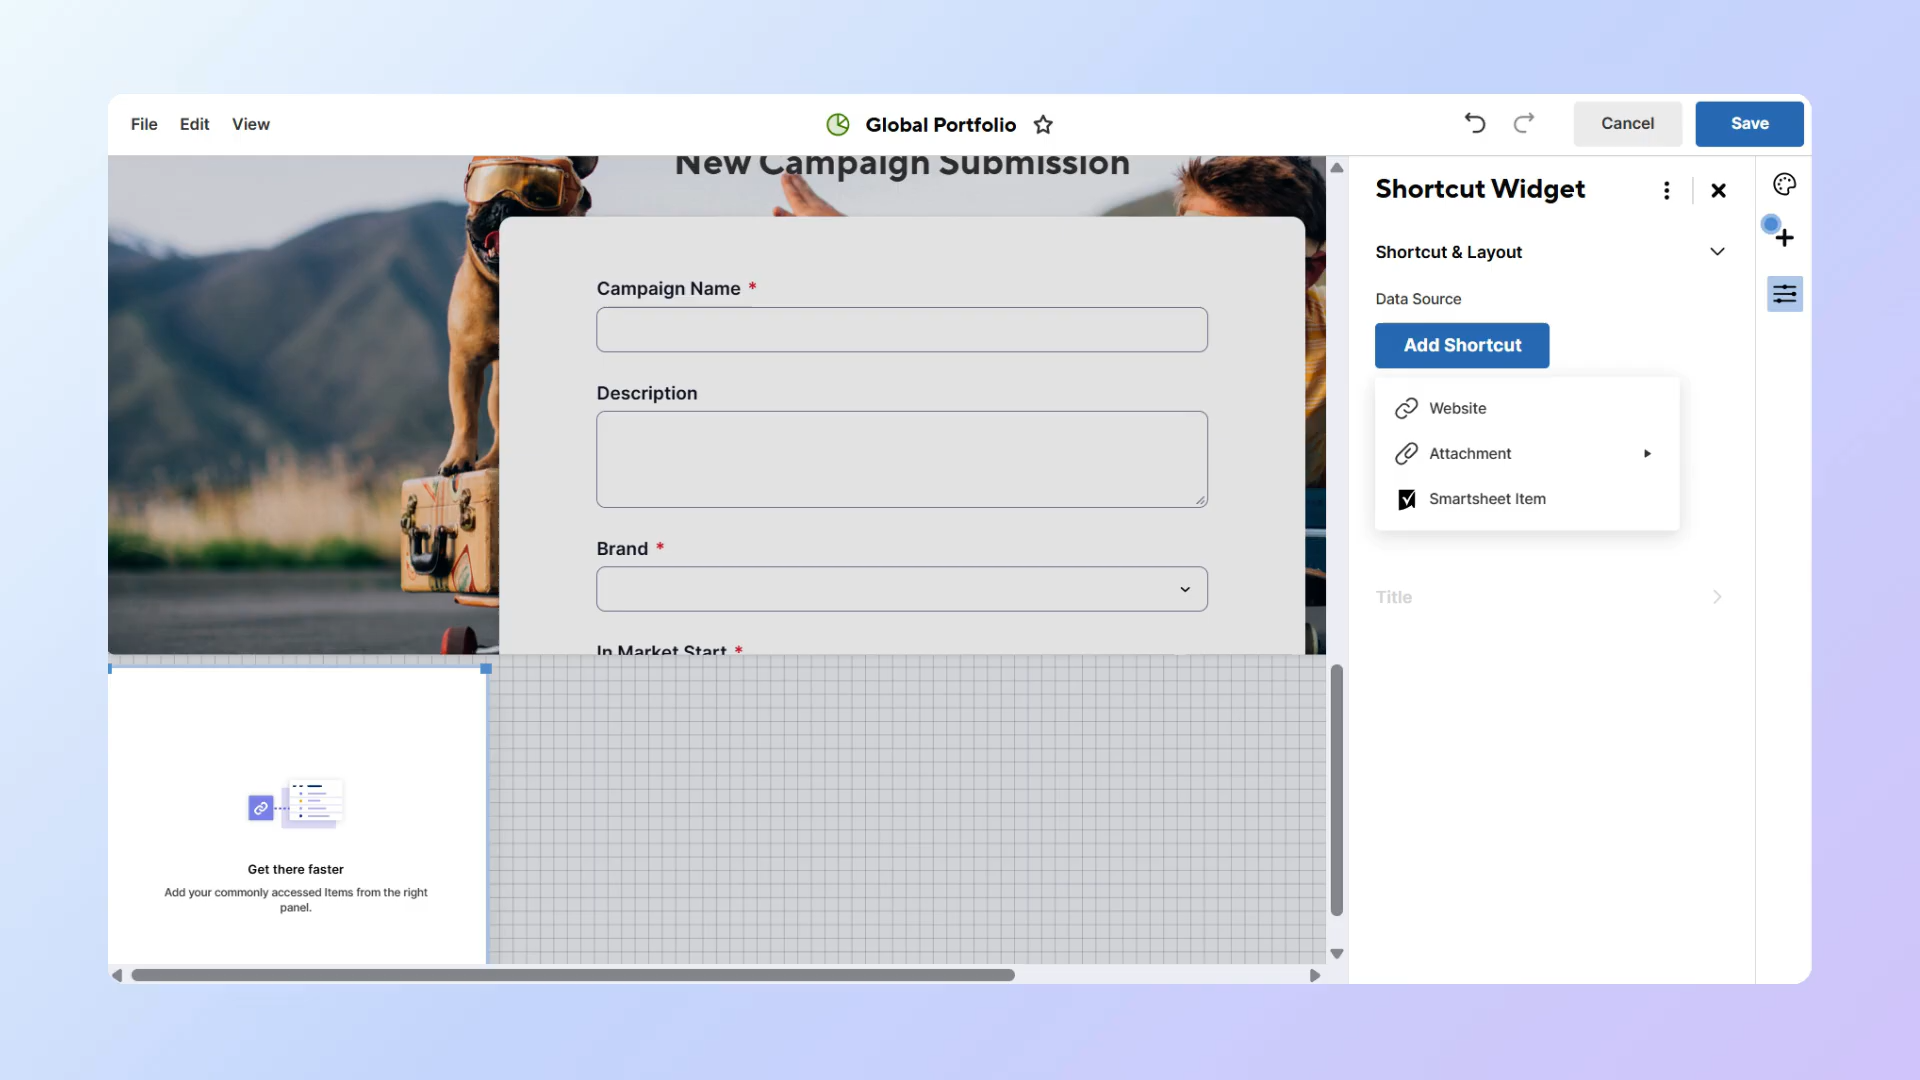 File Edit View
Global Portfolio
Cancel
Save
New Campaign Submission
Campaign Name *
Description
Brand *
In Market Start *
Get there faster
Add your commonly accessed Items from the right
panel.
Shortcut Widget
Shortcut & Layout
Data Source
Add Shortcut
Website
Attachment
Smartsheet Item
Title